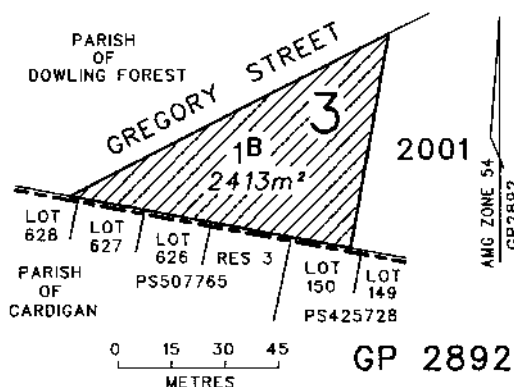 PARISH
OF
DOWLING FOREST
GREGORY STREET
3
1B
2413m²
2001
AMG ZONE 54
GP2892
LOT
628
LOT
627
LOT
626
RES 3
LOT
150
LOT
149
PS507765
PS425728
PARISH
OF
CARDIGAN
0 15 30 45
METRES
GP 2892